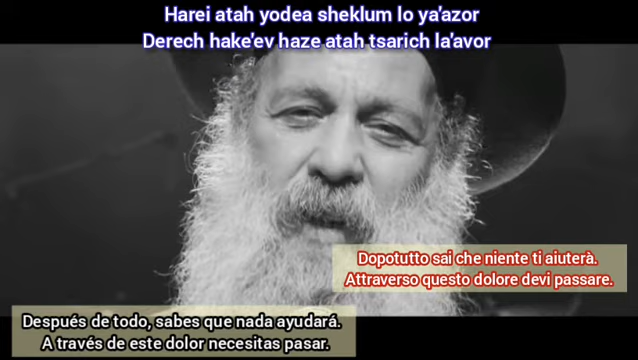 Harei atah yodea sheklum lo ya'azor
Derech hake'ev haze atah tsarich la'avor
Dopotutto sai che niente ti aiuterà.
Attraverso questo dolore devi passare.
Después de todo, sabes que nada ayudará.
A través de este dolor necesitas pasar.